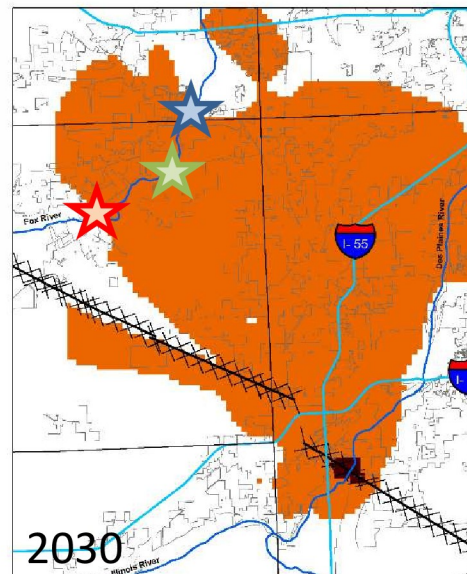 Fox River
I- 55
Des Plaines River
I-
2030
Illinois River